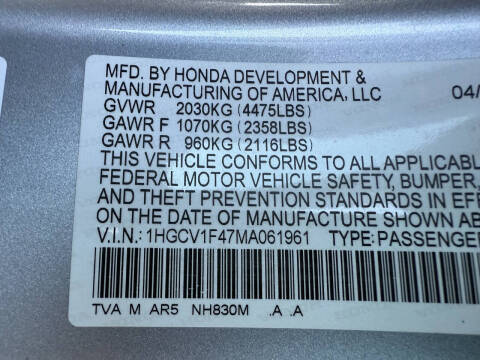 MFD. BY HONDA DEVELOPMENT &
MANUFACTURING OF AMERICA, LLC 04/
GVWR 2030KG (4475LBS)
GAWR F 1070KG (2358LBS)
GAWR R 960KG (2116LBS)
THIS VEHICLE CONFORMS TO ALL APPLICABL
FEDERAL MOTOR VEHICLE SAFETY, BUMPER,
AND THEFT PREVENTION STANDARDS IN EFF
ON THE DATE OF MANUFACTURE SHOWN AB
V.I.N.: 1HGCV1F47MA061961 TYPE: PASSENGER
TVA M AR5 NH830M .A .A